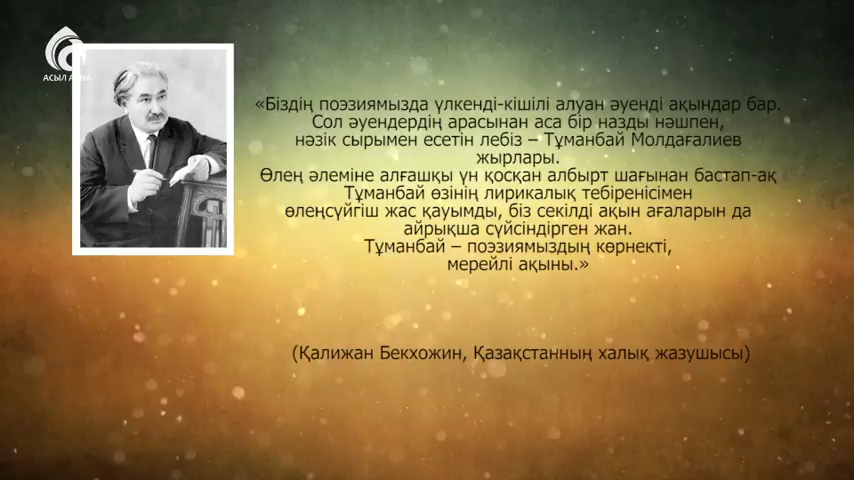 АСЫЛ АРНА
«Біздің поэзиямызда үлкенді-кішілі алуан әуенді ақындар бар.
Сол әуендердің арасынан аса бір назды нәшпен,
нәзік сырымен есетін лебіз – Тұманбай Молдағалиев
жырлары.
Өлең әлеміне алғашқы үн қосқан албырт шағынан бастап-ақ
Тұманбай өзінің лирикалық тебіренісімен
өлеңсүйгіш жас қауымды, біз секілді ақын ағаларын да
айрықша сүйсіндірген жан.
Тұманбай – поэзиямыздың көрнекті,
мерейлі ақыны.»
(Қалижан Бекхожин, Қазақстанның халық жазушысы)